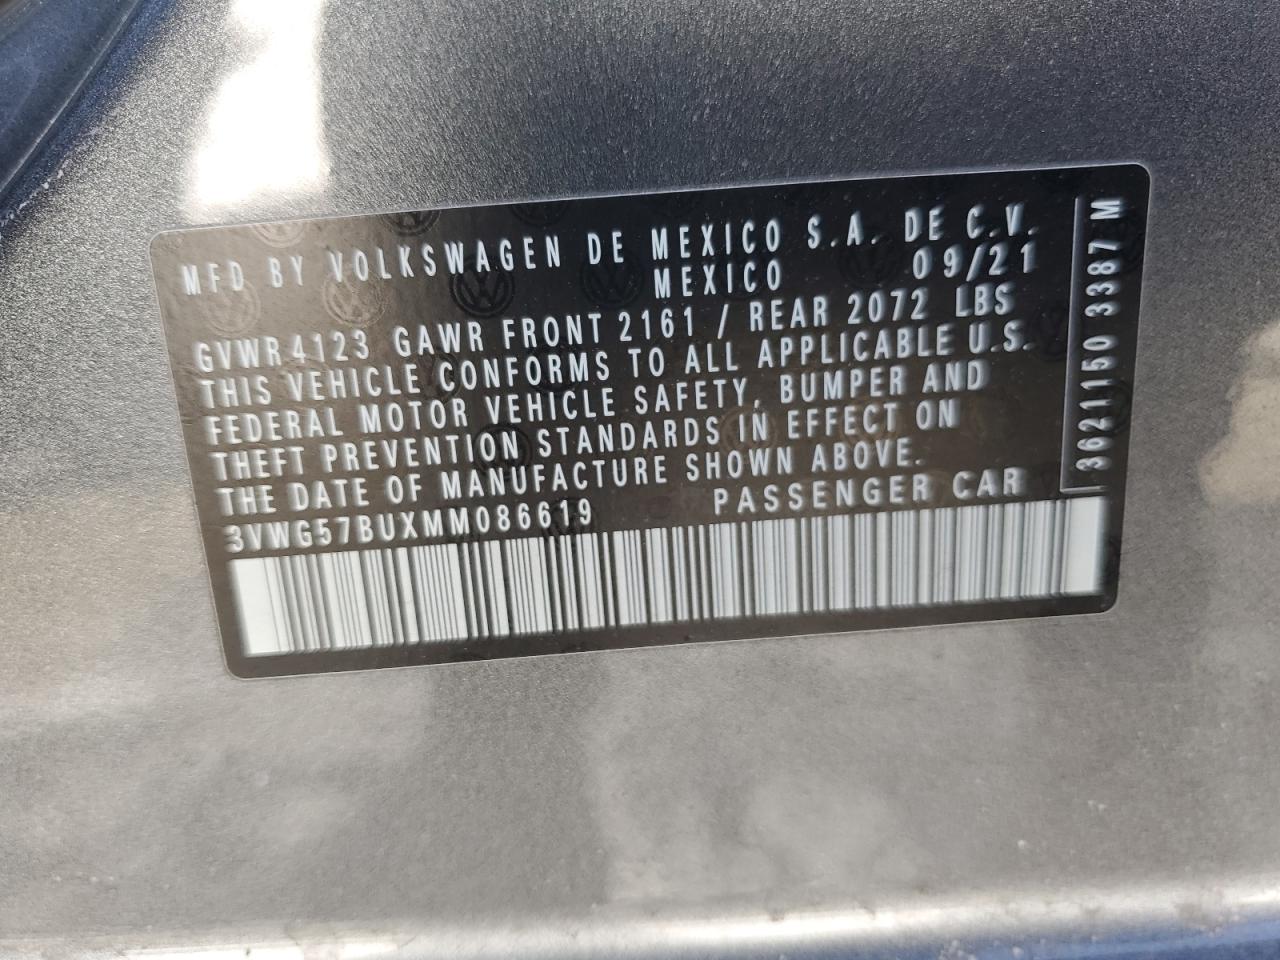 MFD BY VOLKSWAGEN DE MEXICO S.A. DE C.V.
MEXICO 09/21
GVWR 4123 GAWR FRONT 2161 / REAR 2072 LBS
THIS VEHICLE CONFORMS TO ALL APPLICABLE U.S.
FEDERAL MOTOR VEHICLE SAFETY, BUMPER AND
THEFT PREVENTION STANDARDS IN EFFECT ON
THE DATE OF MANUFACTURE SHOWN ABOVE.
3VWG57BUXMM086619 PASSENGER CAR
3621150 3387 M